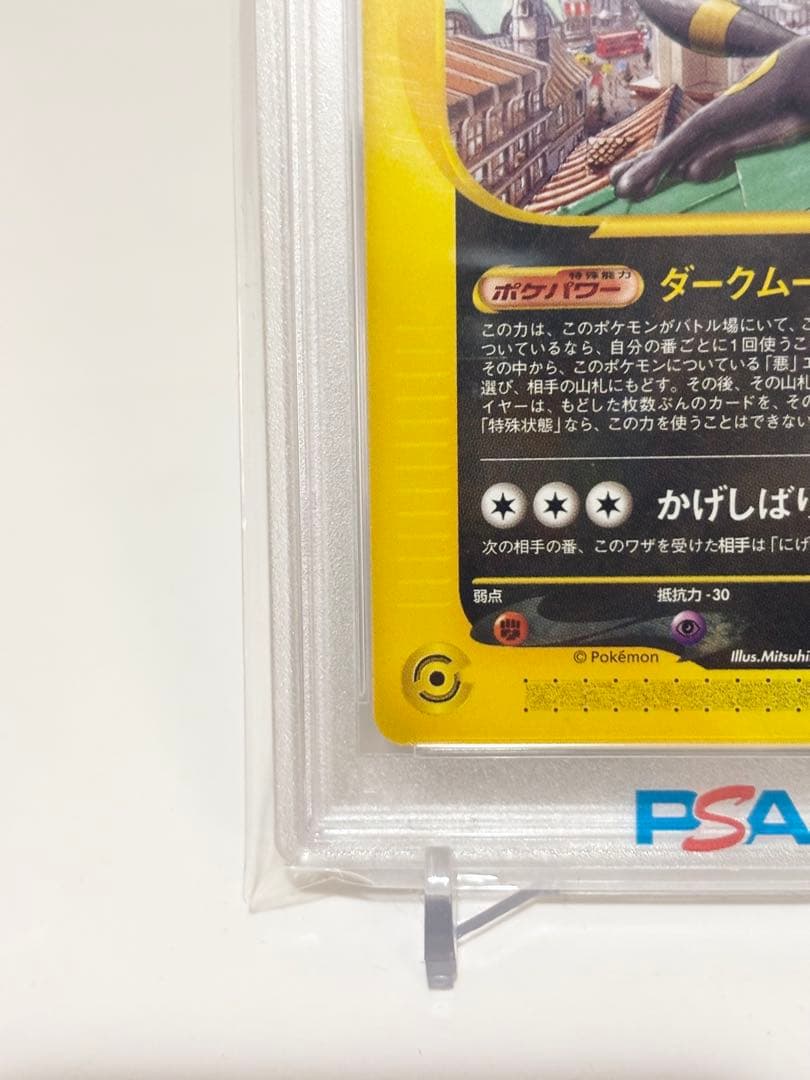 特殊能力
ポケパワー ダークムー
この力は、このポケモンがバトル場にいて、こ
ついているなら、自分の番ごとに1回使うこ
その中から、このポケモンについている「悪」エ
選び、相手の山札にもどす。その後、その山札
イヤーは、もどした枚数ぶんのカードを、その
「特殊状態」なら、この力を使うことはできない
かげしばり
次の相手の番、このワザを受けた相手は「にげ
弱点 抵抗力 -30
© Pokémon Illus.Mitsuhi
PSA